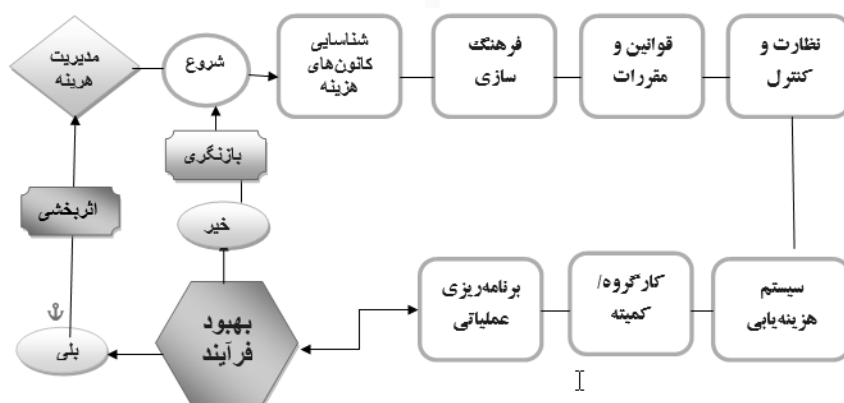 مدیریت
هرینه
شروع
شناسایی
کانون‌های
هزینه
فرهنگ
سازی
قوانین و
مقررات
نظارت و
کنترل
سیستم
هزینه‌یابی
کارگروه/
کمیته
برنامه‌ریزی
عملیاتی
بهبود
فرآیند
خیر
بازنگری
بلی
اثربخشی